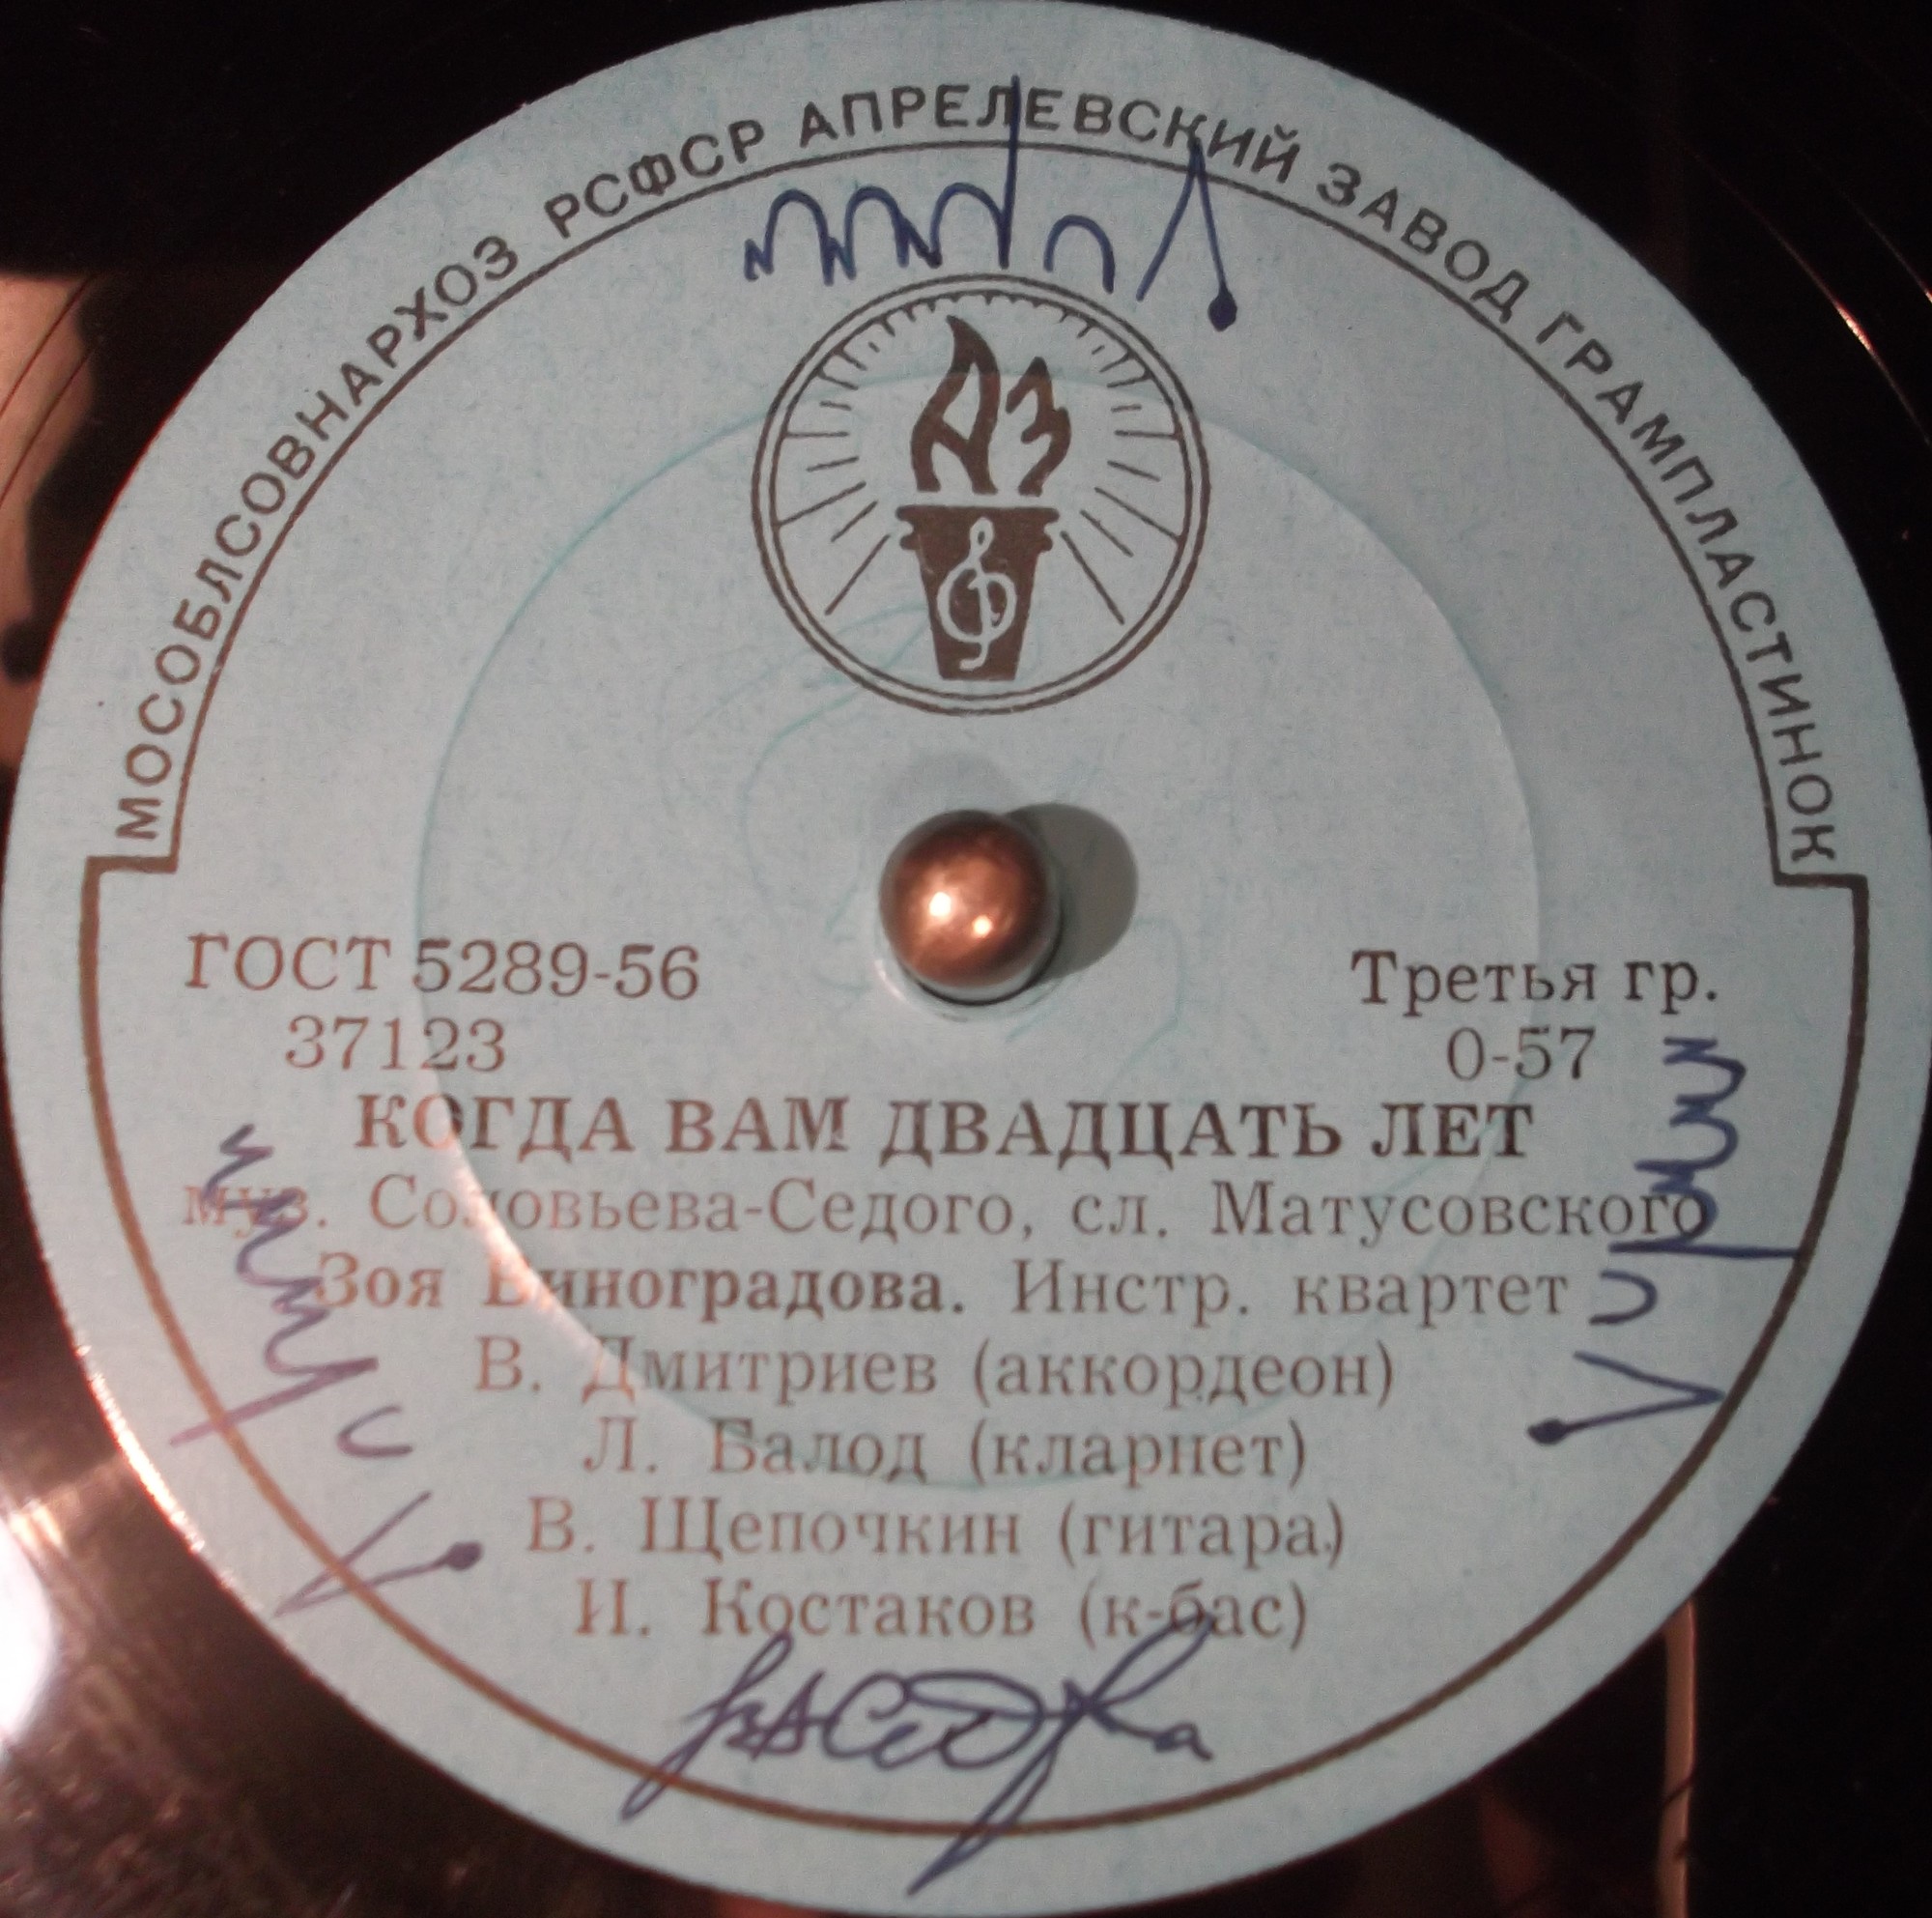 МОСОБЛСОВНАРХОЗ РСФСР АПРЕЛЕВСКИЙ ЗАВОД ГРАМПЛАСТИНОК
АЗ
ГОСТ 5289-56
Третья гр.
37123
0-57
КОГДА ВАМ ДВАДЦАТЬ ЛЕТ
муз. Соловьева-Седого, сл. Матусовского
Зоя Виноградова. Инстр. квартет
В. Дмитриев (аккордеон)
Л. Балод (кларнет)
В. Щепочкин (гитара)
И. Костаков (к-бас)